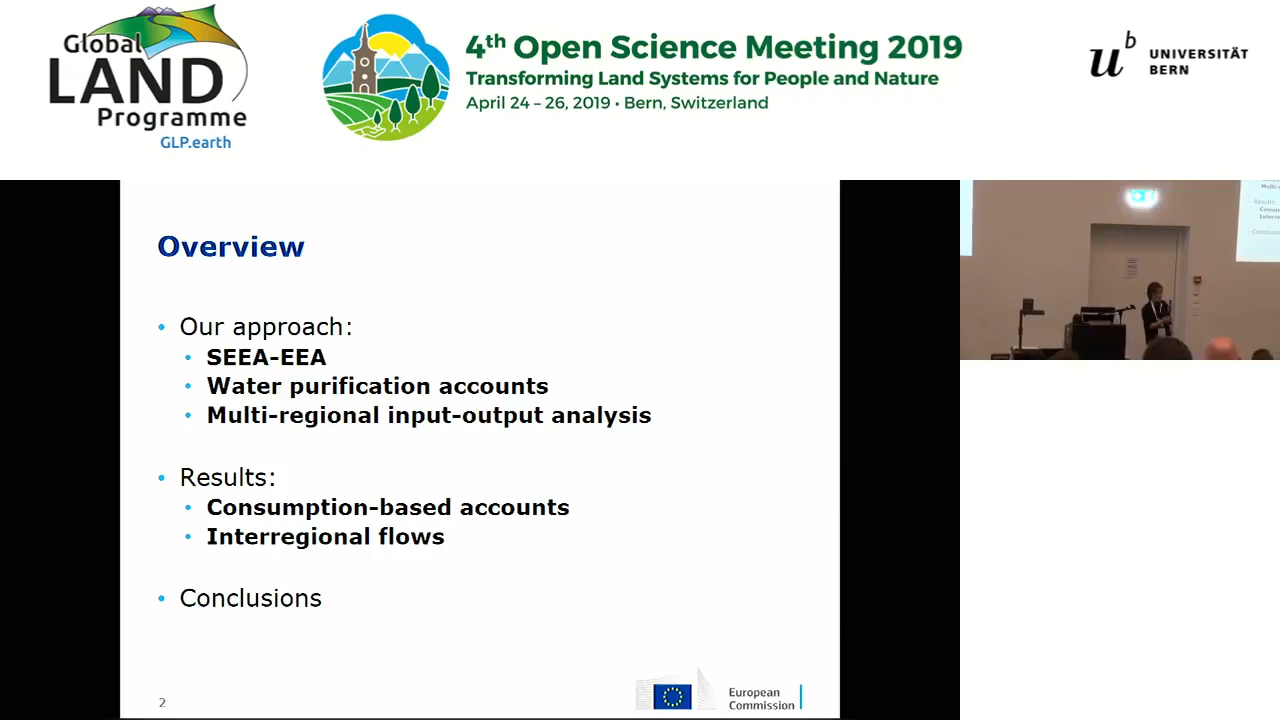 Global
LAND
Programme
GLP.earth
4th Open Science Meeting 2019
Transforming Land Systems for People and Nature
April 24 – 26, 2019 • Bern, Switzerland
u b
UNIVERSITÄT
BERN
Overview
• Our approach:
• SEEA-EEA
• Water purification accounts
• Multi-regional input-output analysis
• Results:
• Consumption-based accounts
• Interregional flows
• Conclusions
2
European
Commission